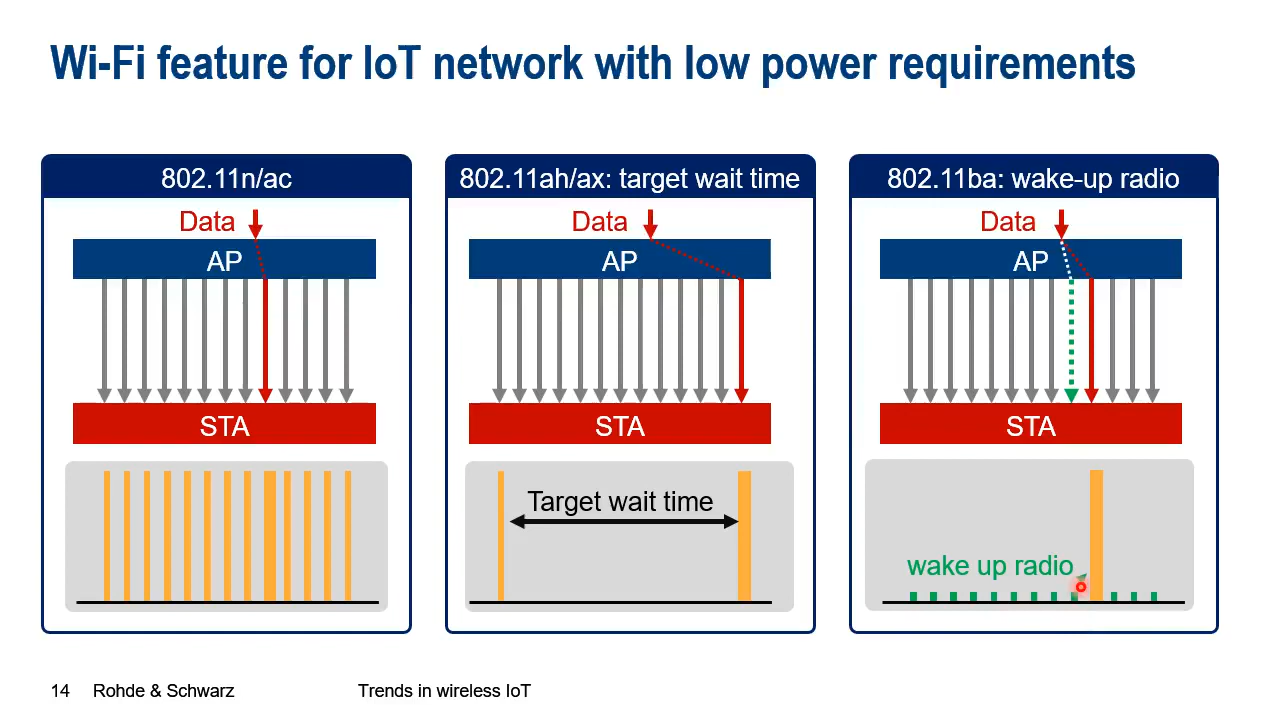 Wi-Fi feature for IoT network with low power requirements
802.11n/ac
Data
AP
STA
802.11ah/ax: target wait time
Data
AP
STA
Target wait time
802.11ba: wake-up radio
Data
AP
STA
wake up radio
14 Rohde & Schwarz Trends in wireless IoT